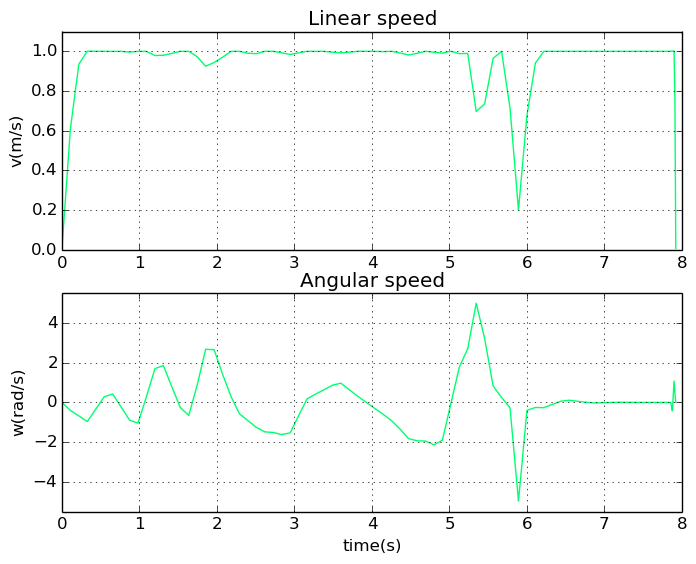 Linear speed
v(m/s)
1.0
0.8
0.6
0.4
0.2
0.0
0 1 2 3 4 5 6 7 8
Angular speed
w(rad/s)
4
2
0
−2
−4
0 1 2 3 4 5 6 7 8
time(s)